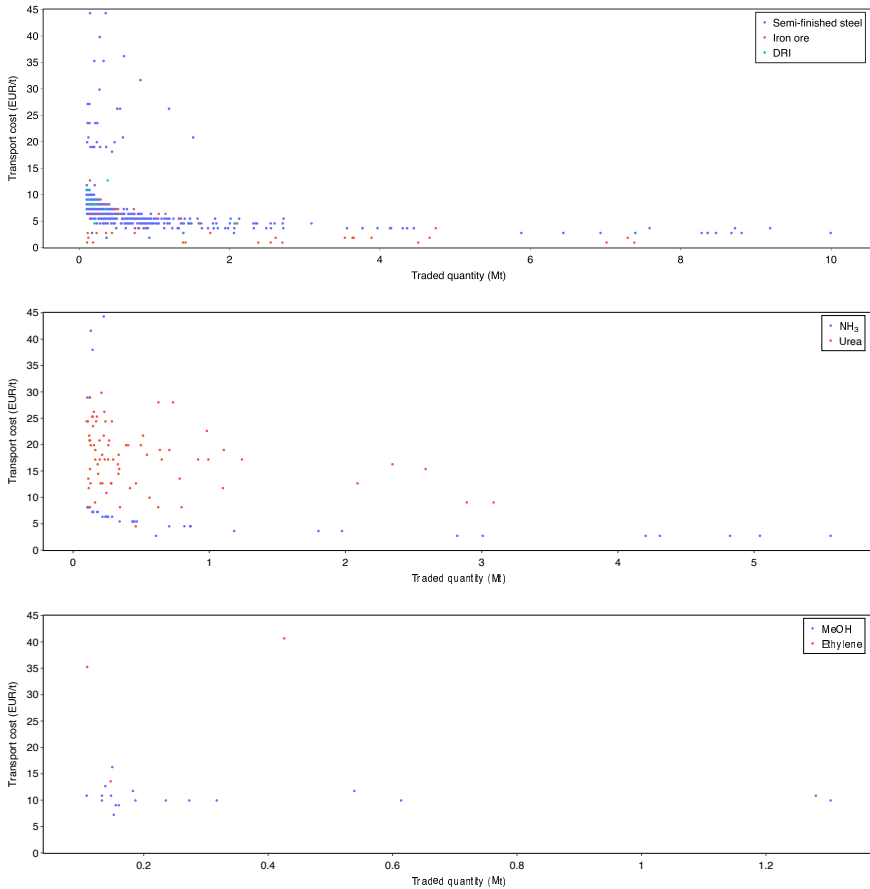 45
40
35
30
25
20
15
10
5
0
Transport cost (EUR/t)
Semi-finished steel
Iron ore
DRI
0 2 4 6 8 10
Traded quantity (Mt)
45
40
35
30
25
20
15
10
5
0
Transport cost (EUR/t)
NH₃
Urea
0 1 2 3 4 5
Traded quantity (Mt)
45
40
35
30
25
20
15
10
5
0
Transport cost (EUR/t)
MeOH
Ethylene
0.2 0.4 0.6 0.8 1 1.2
Traded quantity (Mt)